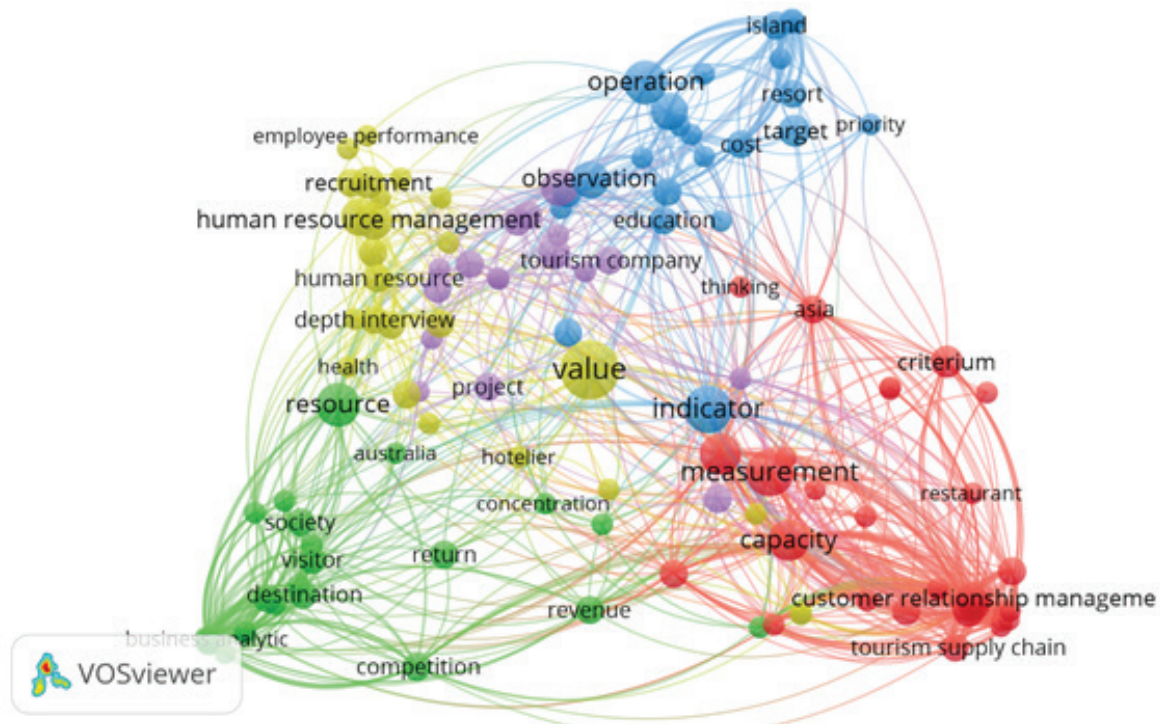 island
operation
resort
employee performance
cost
target
priority
recruitment
observation
human resource management
education
tourism company
human resource
thinking
asia
depth interview
health
value
criterium
project
resource
indicator
australia
hotelier
measurement
concentration
restaurant
society
capacity
visitor
return
destination
revenue
customer relationship manageme
business analytic
tourism supply chain
competition
VOSviewer